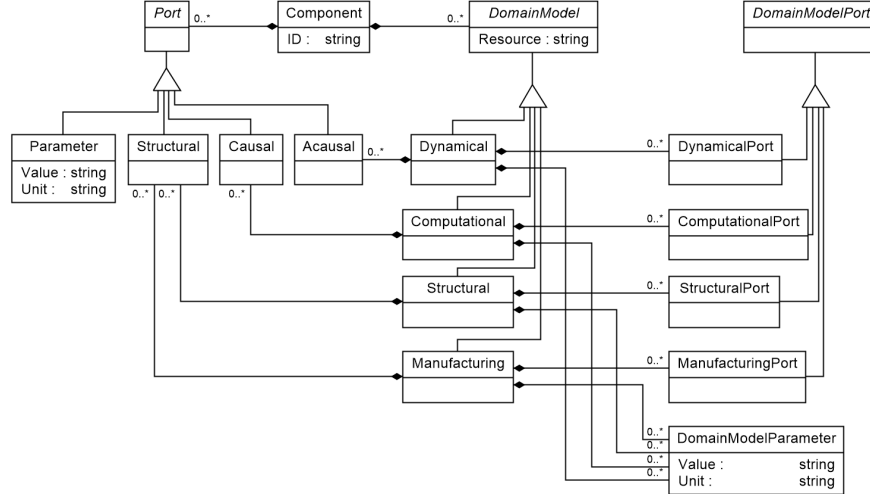 Port
Component
DomainModel
DomainModelPort
0..*
0..*
ID : string
Resource : string
Parameter
Structural
Causal
Acausal
Dynamical
DynamicalPort
0..*
0..*
Value : string
Unit : string
0..*
0..*
0..*
Computational
ComputationalPort
0..*
Structural
StructuralPort
0..*
Manufacturing
ManufacturingPort
0..*
0..*
DomainModelParameter
0..*
0..*
Value : string
0..*
Unit : string